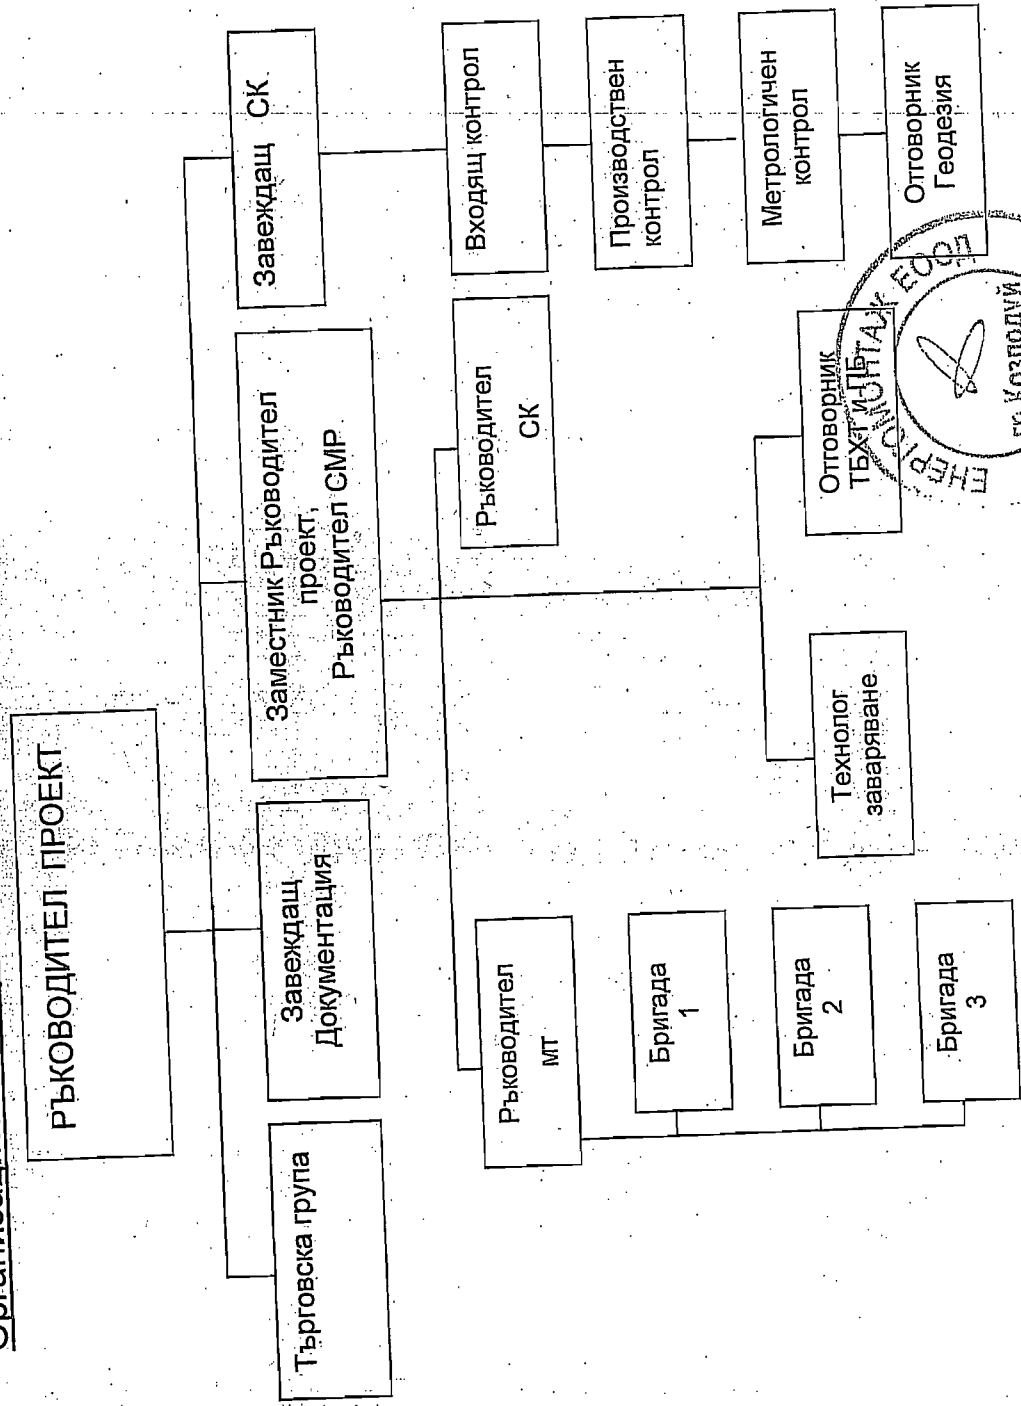 РЪКОВОДИТЕЛ ПРОЕКТ
Търговска група
Завеждащ
Документация
Заместник Ръководител
проект,
Ръководител СМР
Завеждащ СК
Ръководител
МТ
Ръководител
СК
Входящ контрол
Бригада
1
Производствен
контрол
Бригада
2
Технолог
заваряване
Отговорник
ТБХТ и ПБ
Метрологичен
контрол
Бригада
3
Отговорник
Геодезия
ЕНЕРГОМОНТАЖ ЕООД
гр. Козлодуй